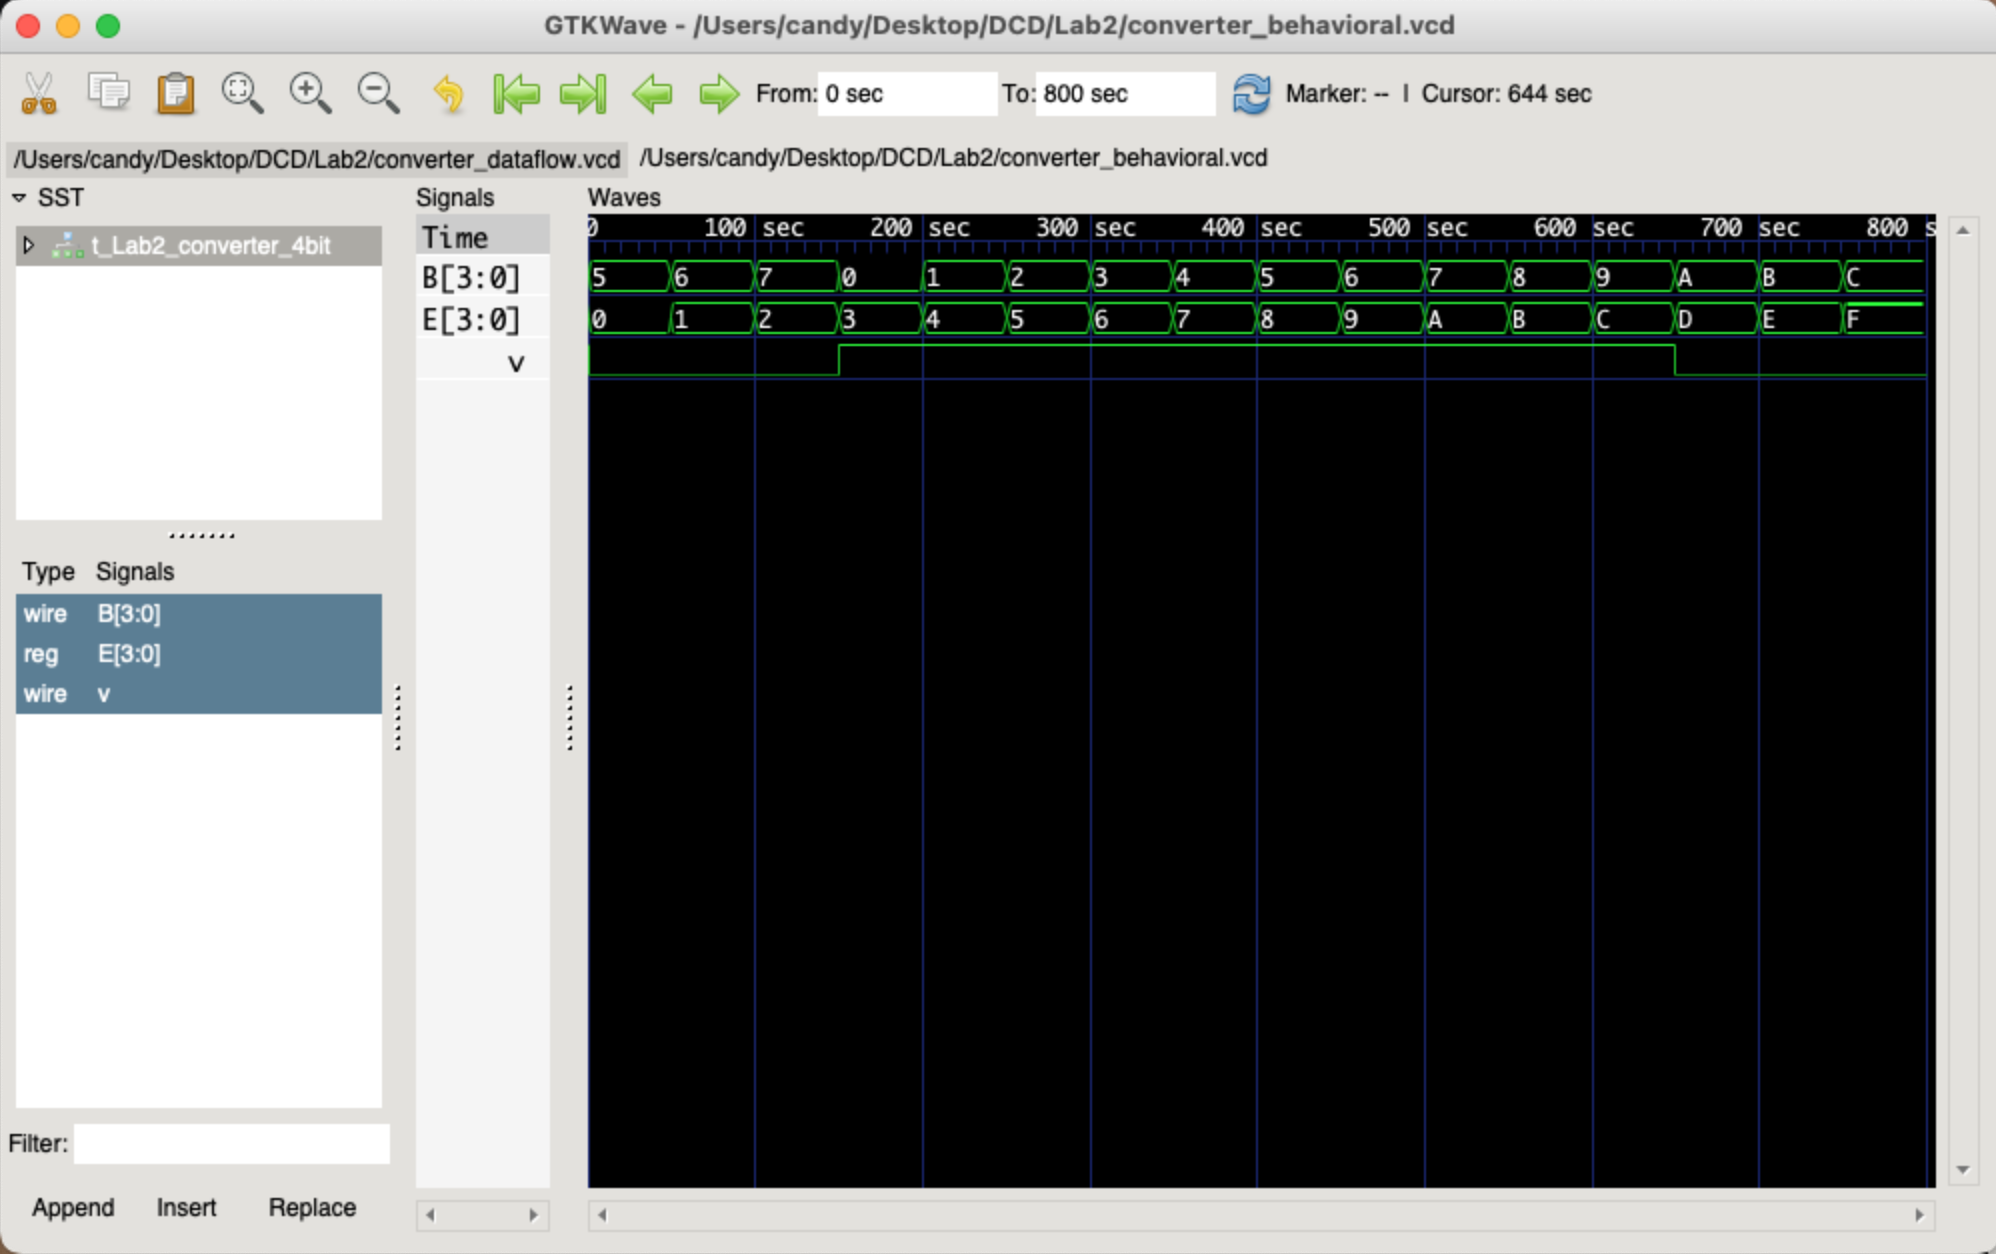 GTKWave - /Users/candy/Desktop/DCD/Lab2/converter_behavioral.vcd
From: 0 sec To: 800 sec Marker: -- | Cursor: 644 sec
/Users/candy/Desktop/DCD/Lab2/converter_dataflow.vcd /Users/candy/Desktop/DCD/Lab2/converter_behavioral.vcd
SST
t_Lab2_converter_4bit
Type Signals
wire B[3:0]
reg E[3:0]
wire v
Filter:
Append Insert Replace
Signals
Time
B[3:0]
E[3:0]
v
Waves
0 100 sec 200 sec 300 sec 400 sec 500 sec 600 sec 700 sec 800 s
5 6 7 0 1 2 3 4 5 6 7 8 9 A B C
0 1 2 3 4 5 6 7 8 9 A B C D E F